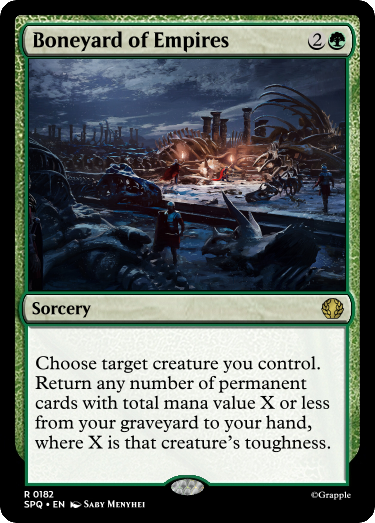 Boneyard of Empires 2
Sorcery
Choose target creature you control.
Return any number of permanent
cards with total mana value X or less
from your graveyard to your hand,
where X is that creature's toughness.
R 0182
SPQ • EN Saby Menyhei
©Grapple